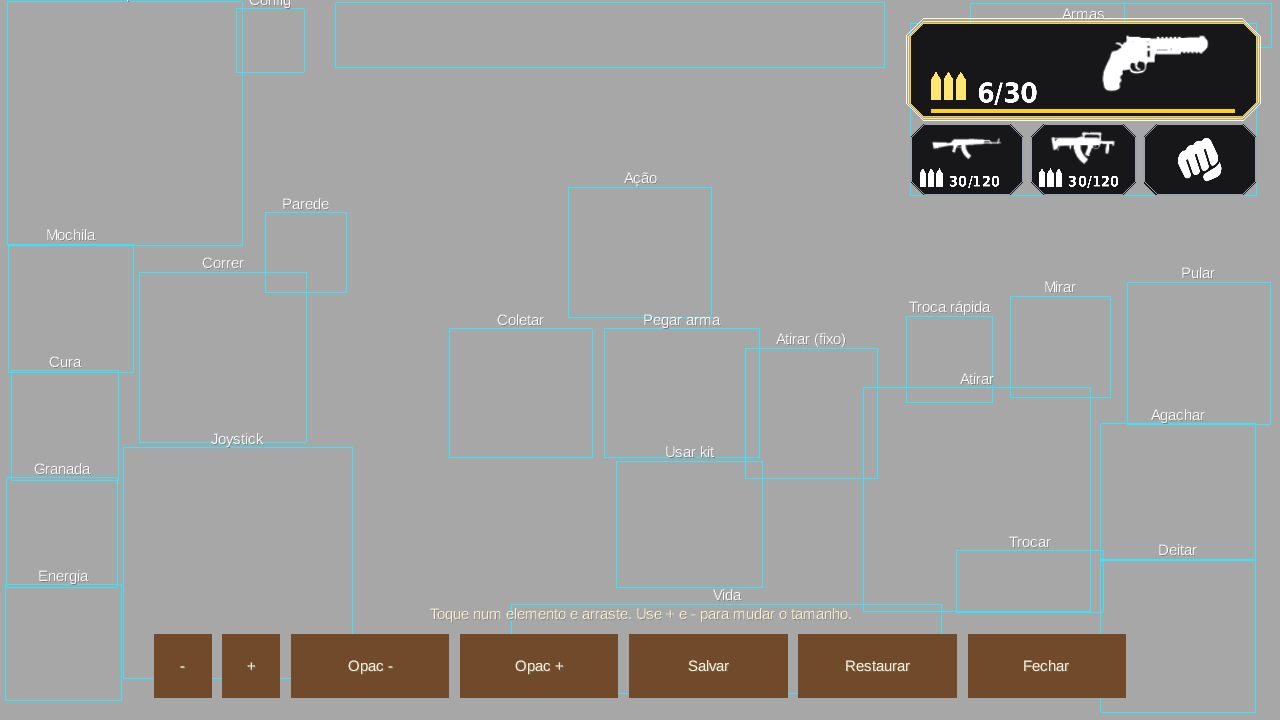 Config
Armas
6/30
30/120
30/120
Ação
Parede
Mochila
Correr
Pular
Mirar
Troca rápida
Coletar
Pegar arma
Atirar (fixo)
Cura
Atirar
Agachar
Joystick
Usar kit
Granada
Trocar
Deitar
Energia
Vida
Toque num elemento e arraste. Use + e - para mudar o tamanho.
-
+
Opac -
Opac +
Salvar
Restaurar
Fechar